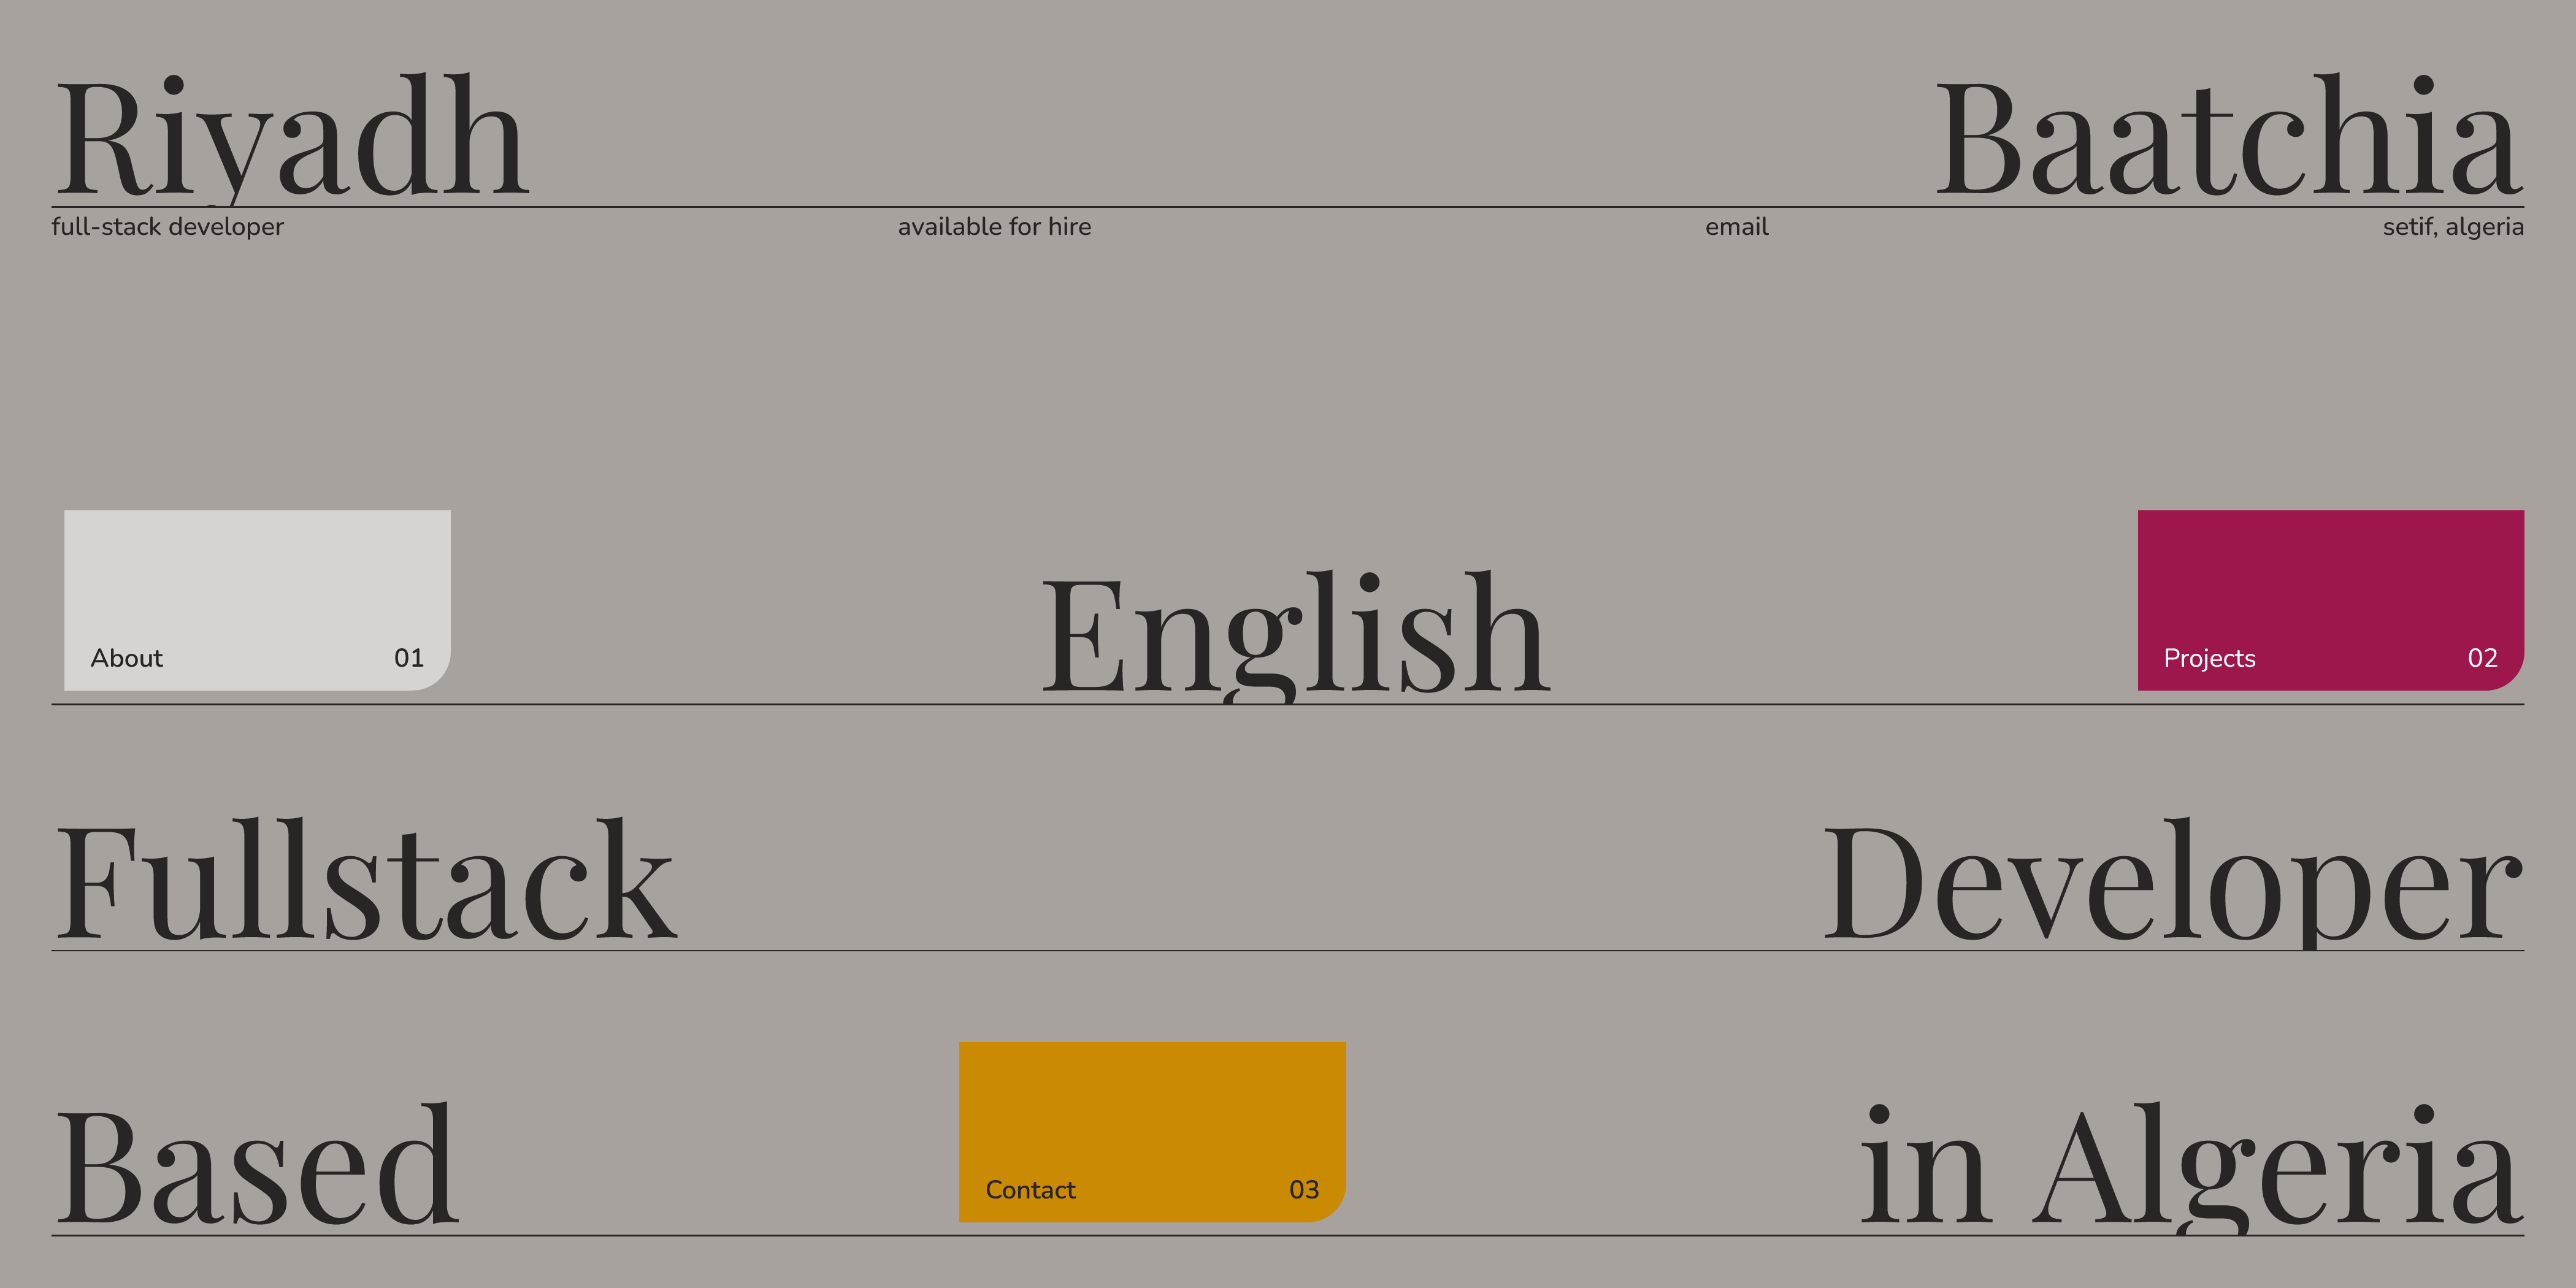 Riyadh Baatchia
full-stack developer available for hire email setif, algeria
English
About 01 Projects 02
Fullstack Developer
Based in Algeria
Contact 03